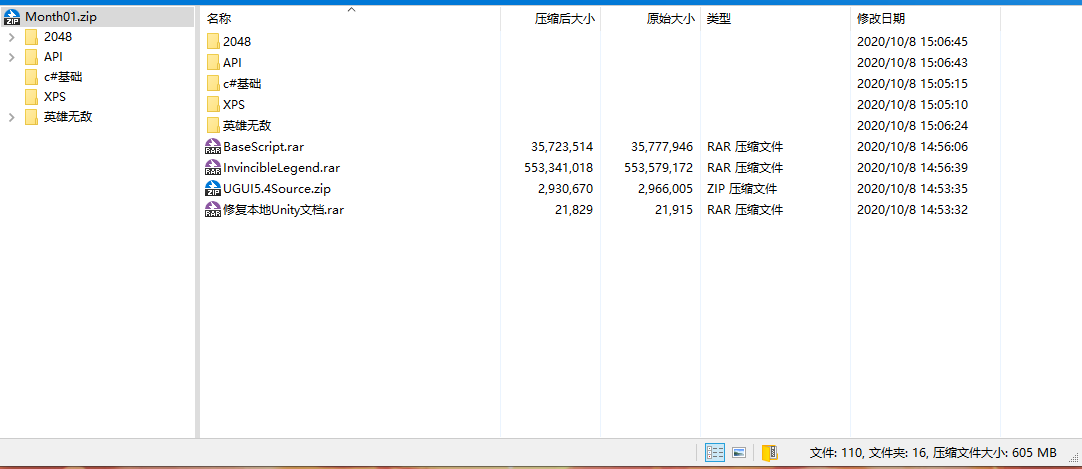 Month01.zip
2048
API
c#基础
XPS
英雄无敌
名称 压缩后大小 原始大小 类型 修改日期
2048 2020/10/8 15:06:45
API 2020/10/8 15:06:43
c#基础 2020/10/8 15:05:15
XPS 2020/10/8 15:05:10
英雄无敌 2020/10/8 15:06:24
BaseScript.rar 35,723,514 35,777,946 RAR 压缩文件 2020/10/8 14:56:06
InvincibleLegend.rar 553,341,018 553,579,172 RAR 压缩文件 2020/10/8 14:56:39
UGUI5.4Source.zip 2,930,670 2,966,005 ZIP 压缩文件 2020/10/8 14:53:35
修复本地Unity文档.rar 21,829 21,915 RAR 压缩文件 2020/10/8 14:53:32
文件: 110, 文件夹: 16, 压缩文件大小: 605 MB